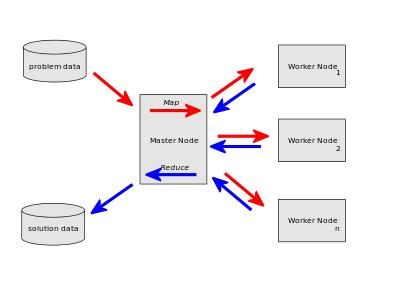 problem data
Map
Master Node
Reduce
solution data
Worker Node 1
Worker Node 2
Worker Node n